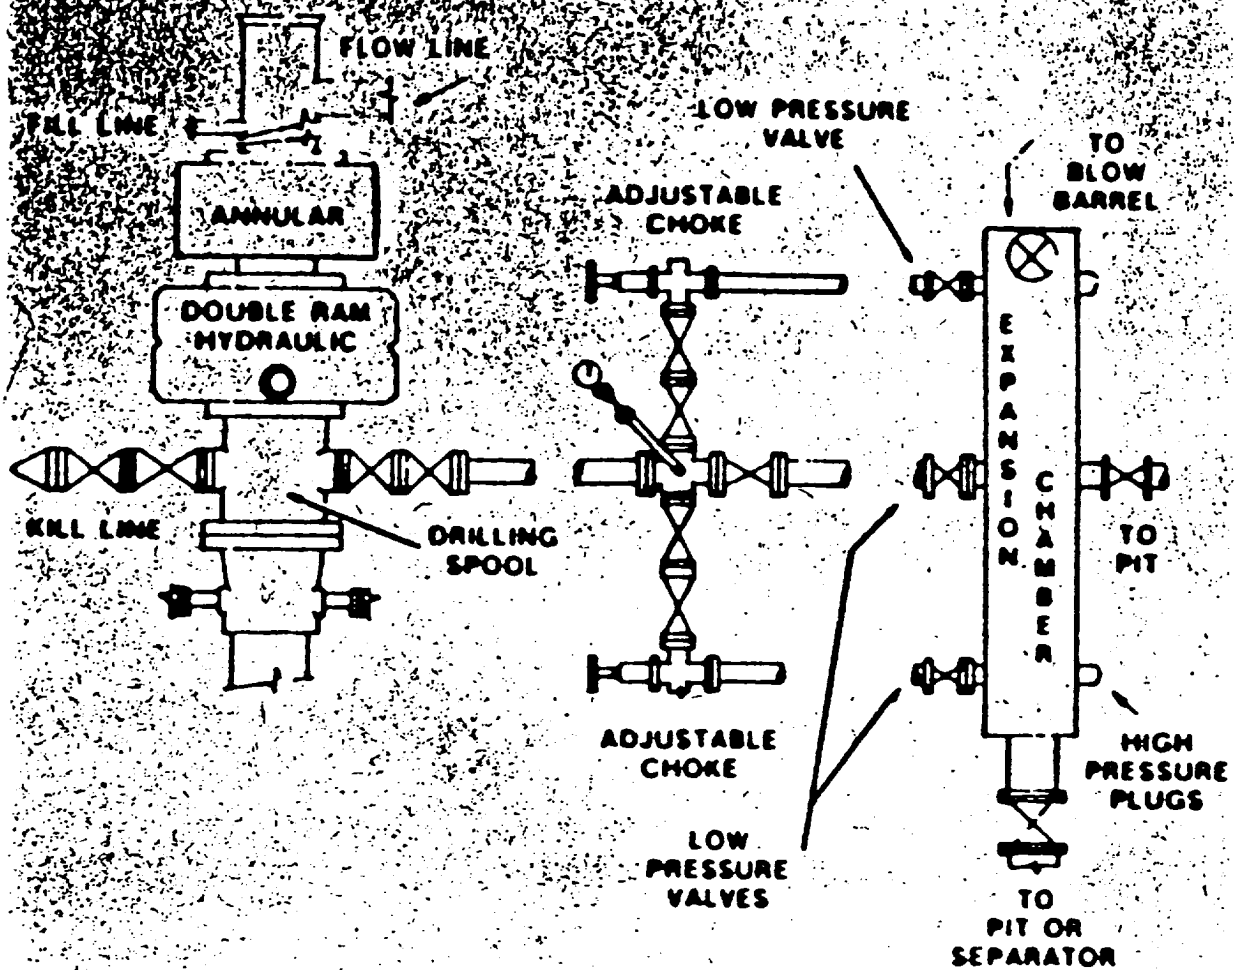 FLOW LINE
FILL LINE
ANNULAR
DOUBLE RAM
HYDRAULIC
KILL LINE
DRILLING
SPOOL
ADJUSTABLE
CHOKE
ADJUSTABLE
CHOKE
LOW PRESSURE
VALVE
LOW
PRESSURE
VALVES
TO
BLOW
BARREL
EXPANSION
CHAMBER
TO
PIT
HIGH
PRESSURE
PLUGS
TO
PIT OR
SEPARATOR